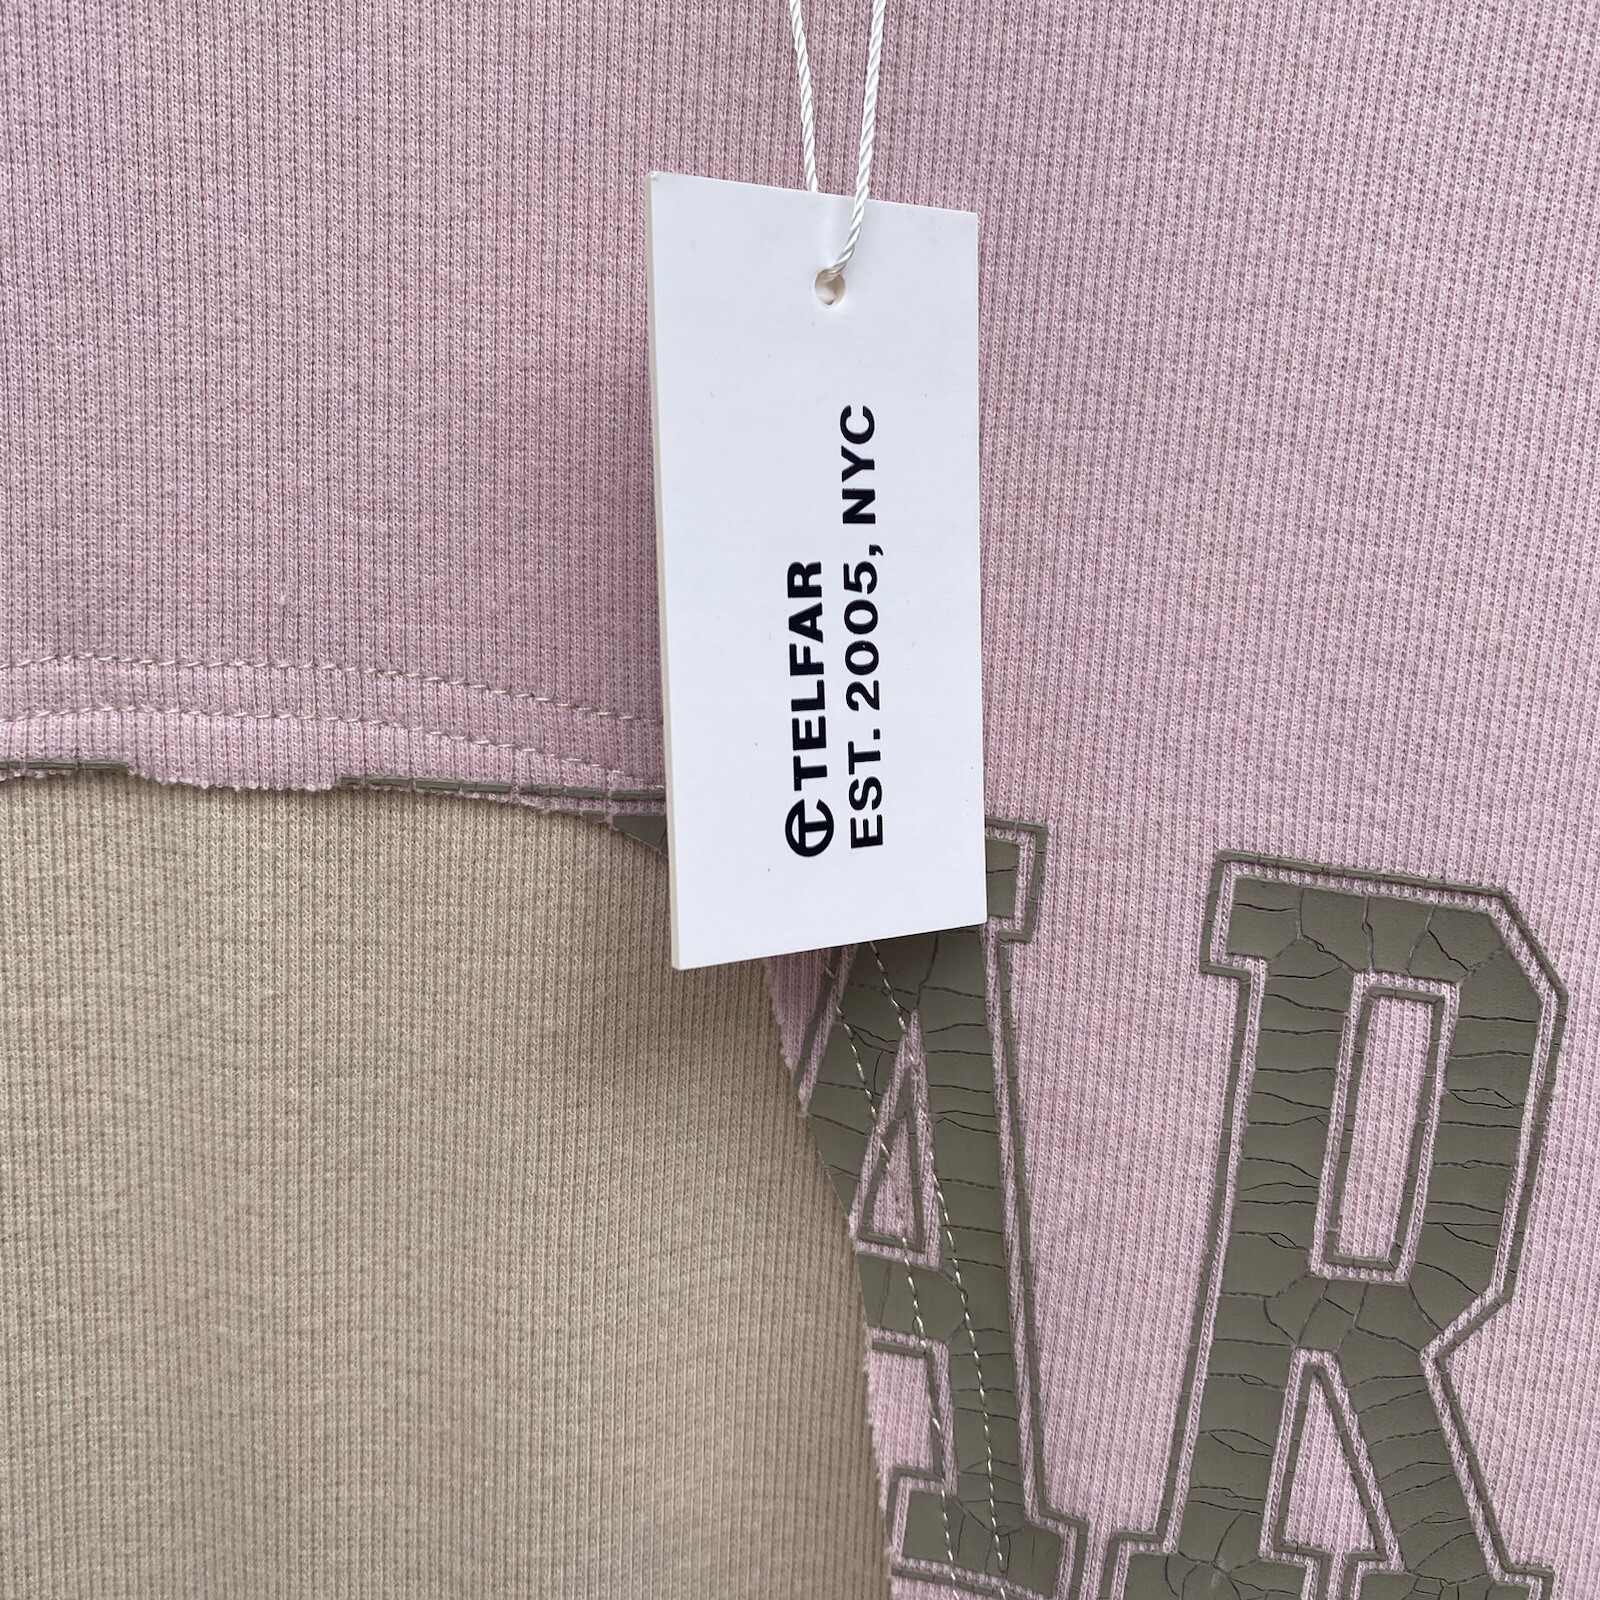 TELFAR
EST. 2005, NYC
AR